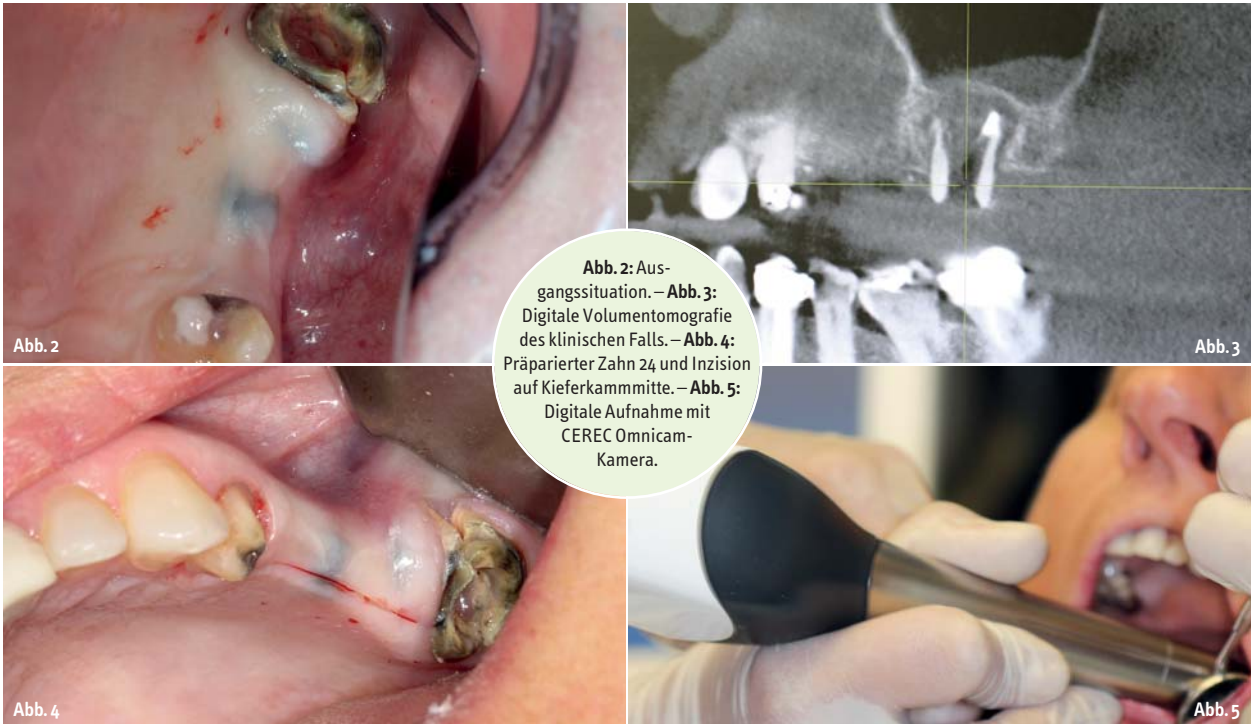 Abb. 2
Abb. 3
Abb. 2: Aus-
gangssituation. – Abb. 3:
Digitale Volumentomografie
des klinischen Falls. – Abb. 4:
Präparierter Zahn 24 und Inzision
auf Kieferkammmitte. – Abb. 5:
Digitale Aufnahme mit
CEREC Omnicam-
Kamera.
Abb. 4
Abb. 5